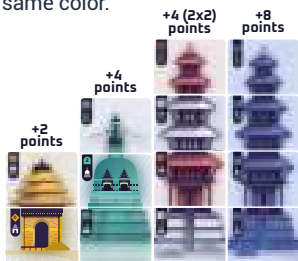 same color.
+4 (2x2)
points
+8
points
+4
points
+2
points